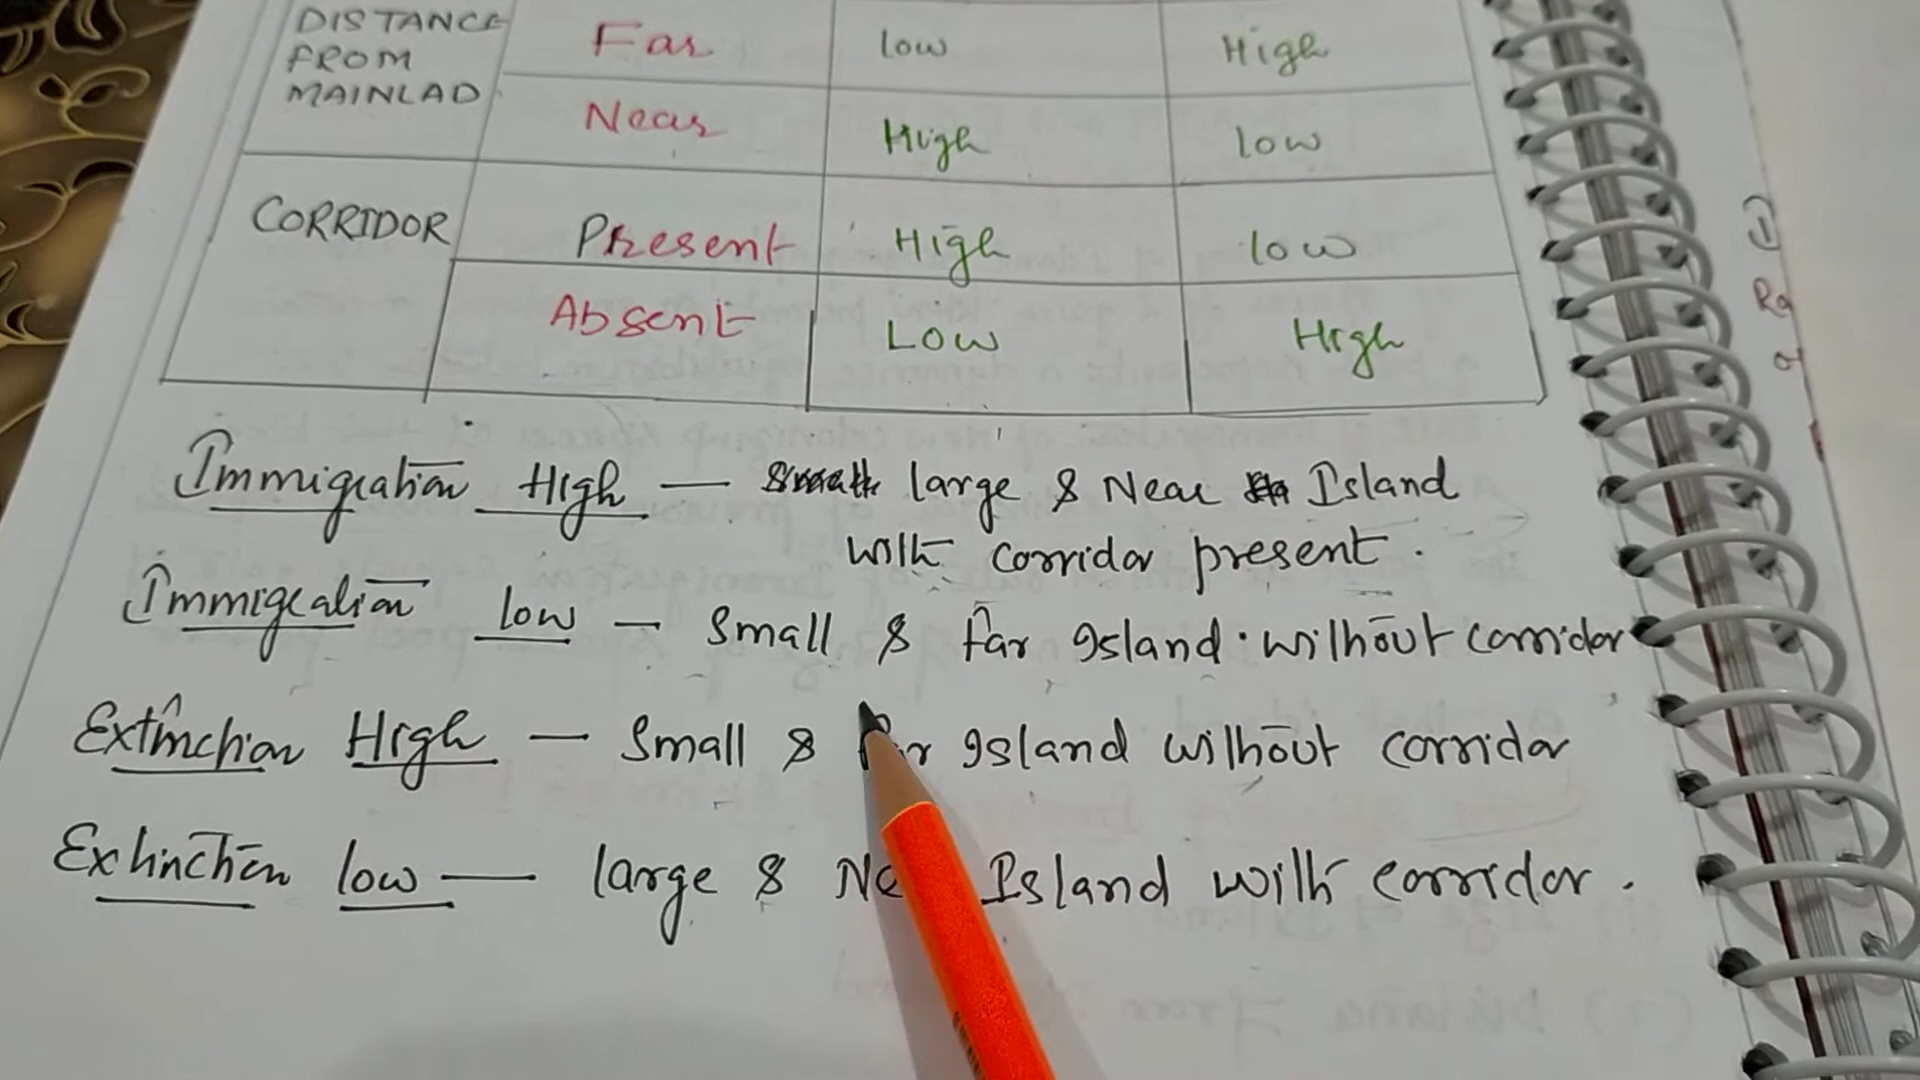 DISTANCE Far low High
FROM
MAINLAD Near High low
CORRIDOR Present High low
Absent Low High
Immigration High — large & Near Island
with corridor present.
Immigration low — Small & far Island. without corridor
Extinction High — Small & Island without corridor
Extinction low — large & Island with corridor.